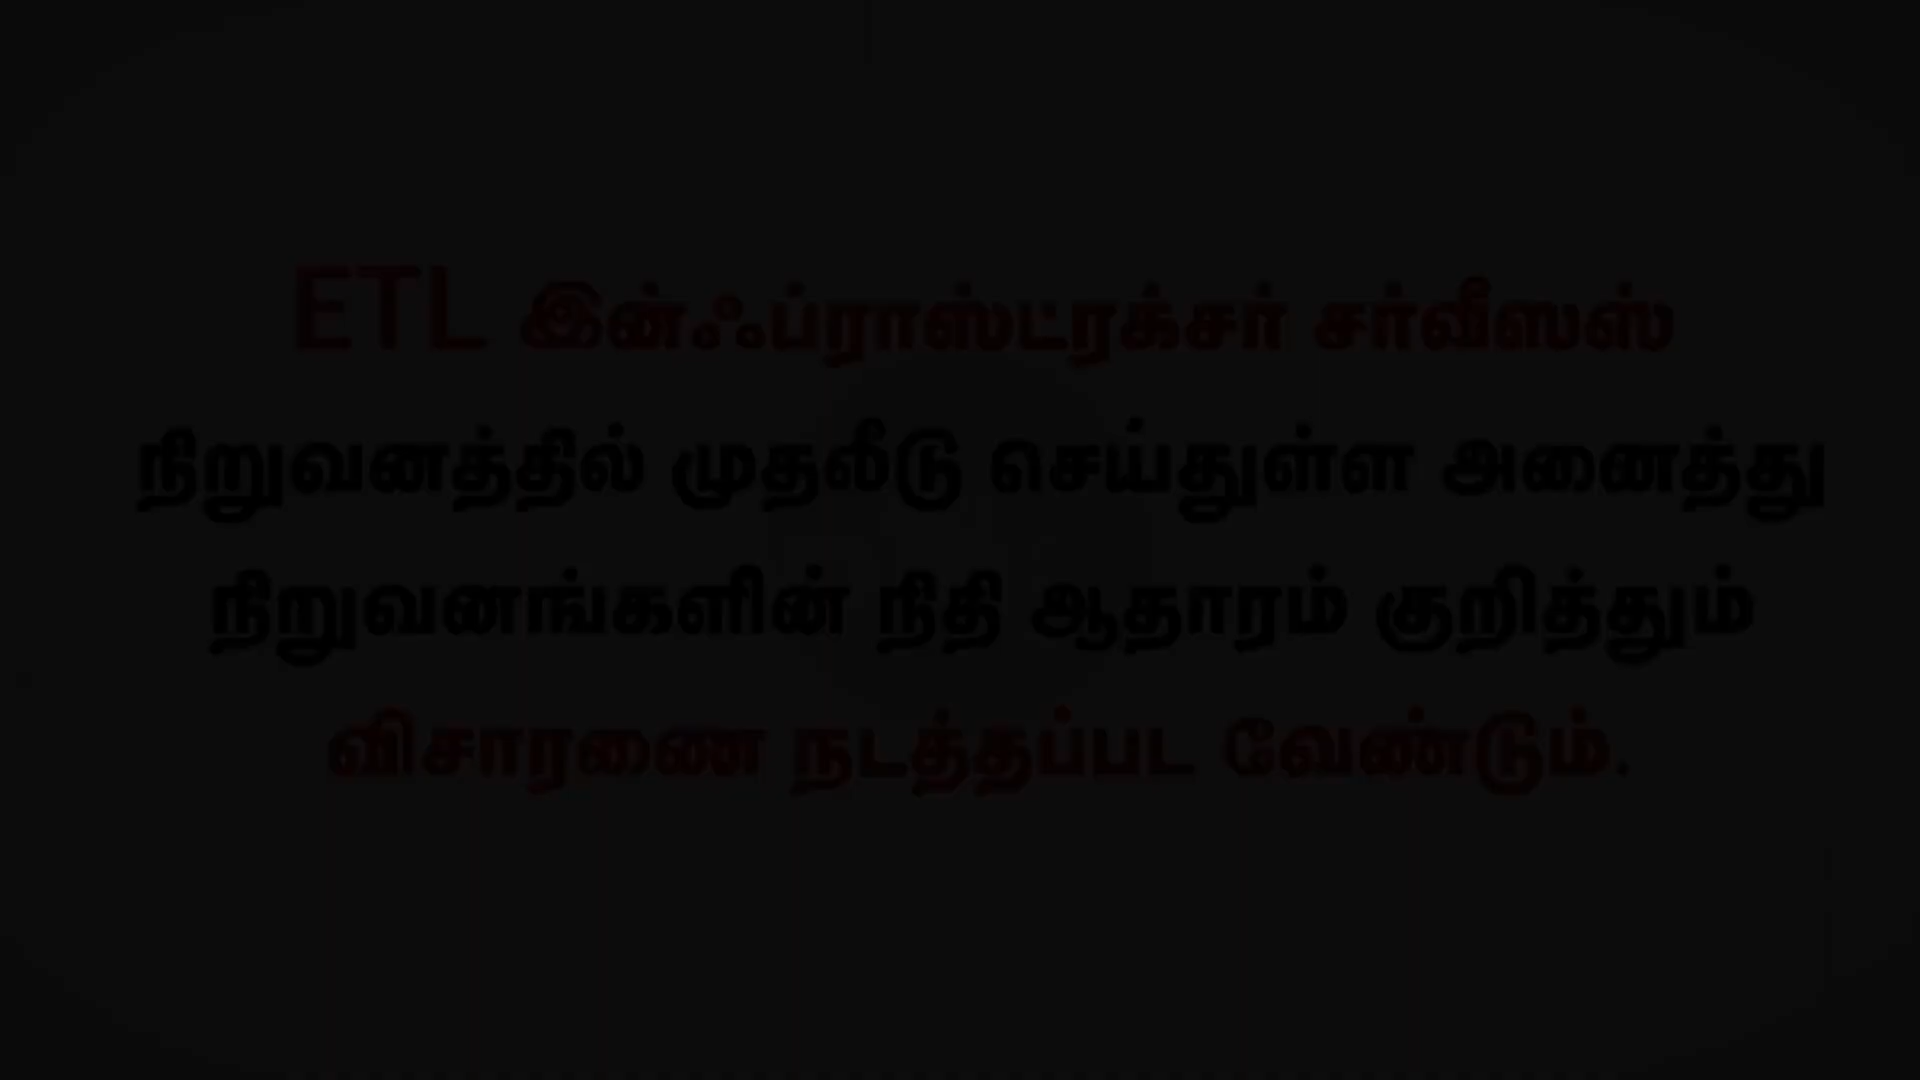 ETL இன்ஃப்ராஸ்ட்ரக்சர் சர்வீஸஸ்
நிறுவனத்தில் முதலீடு செய்துள்ள அனைத்து
நிறுவனங்களின் நிதி ஆதாரம் குறித்தும்
விசாரணை நடத்தப்பட வேண்டும்.